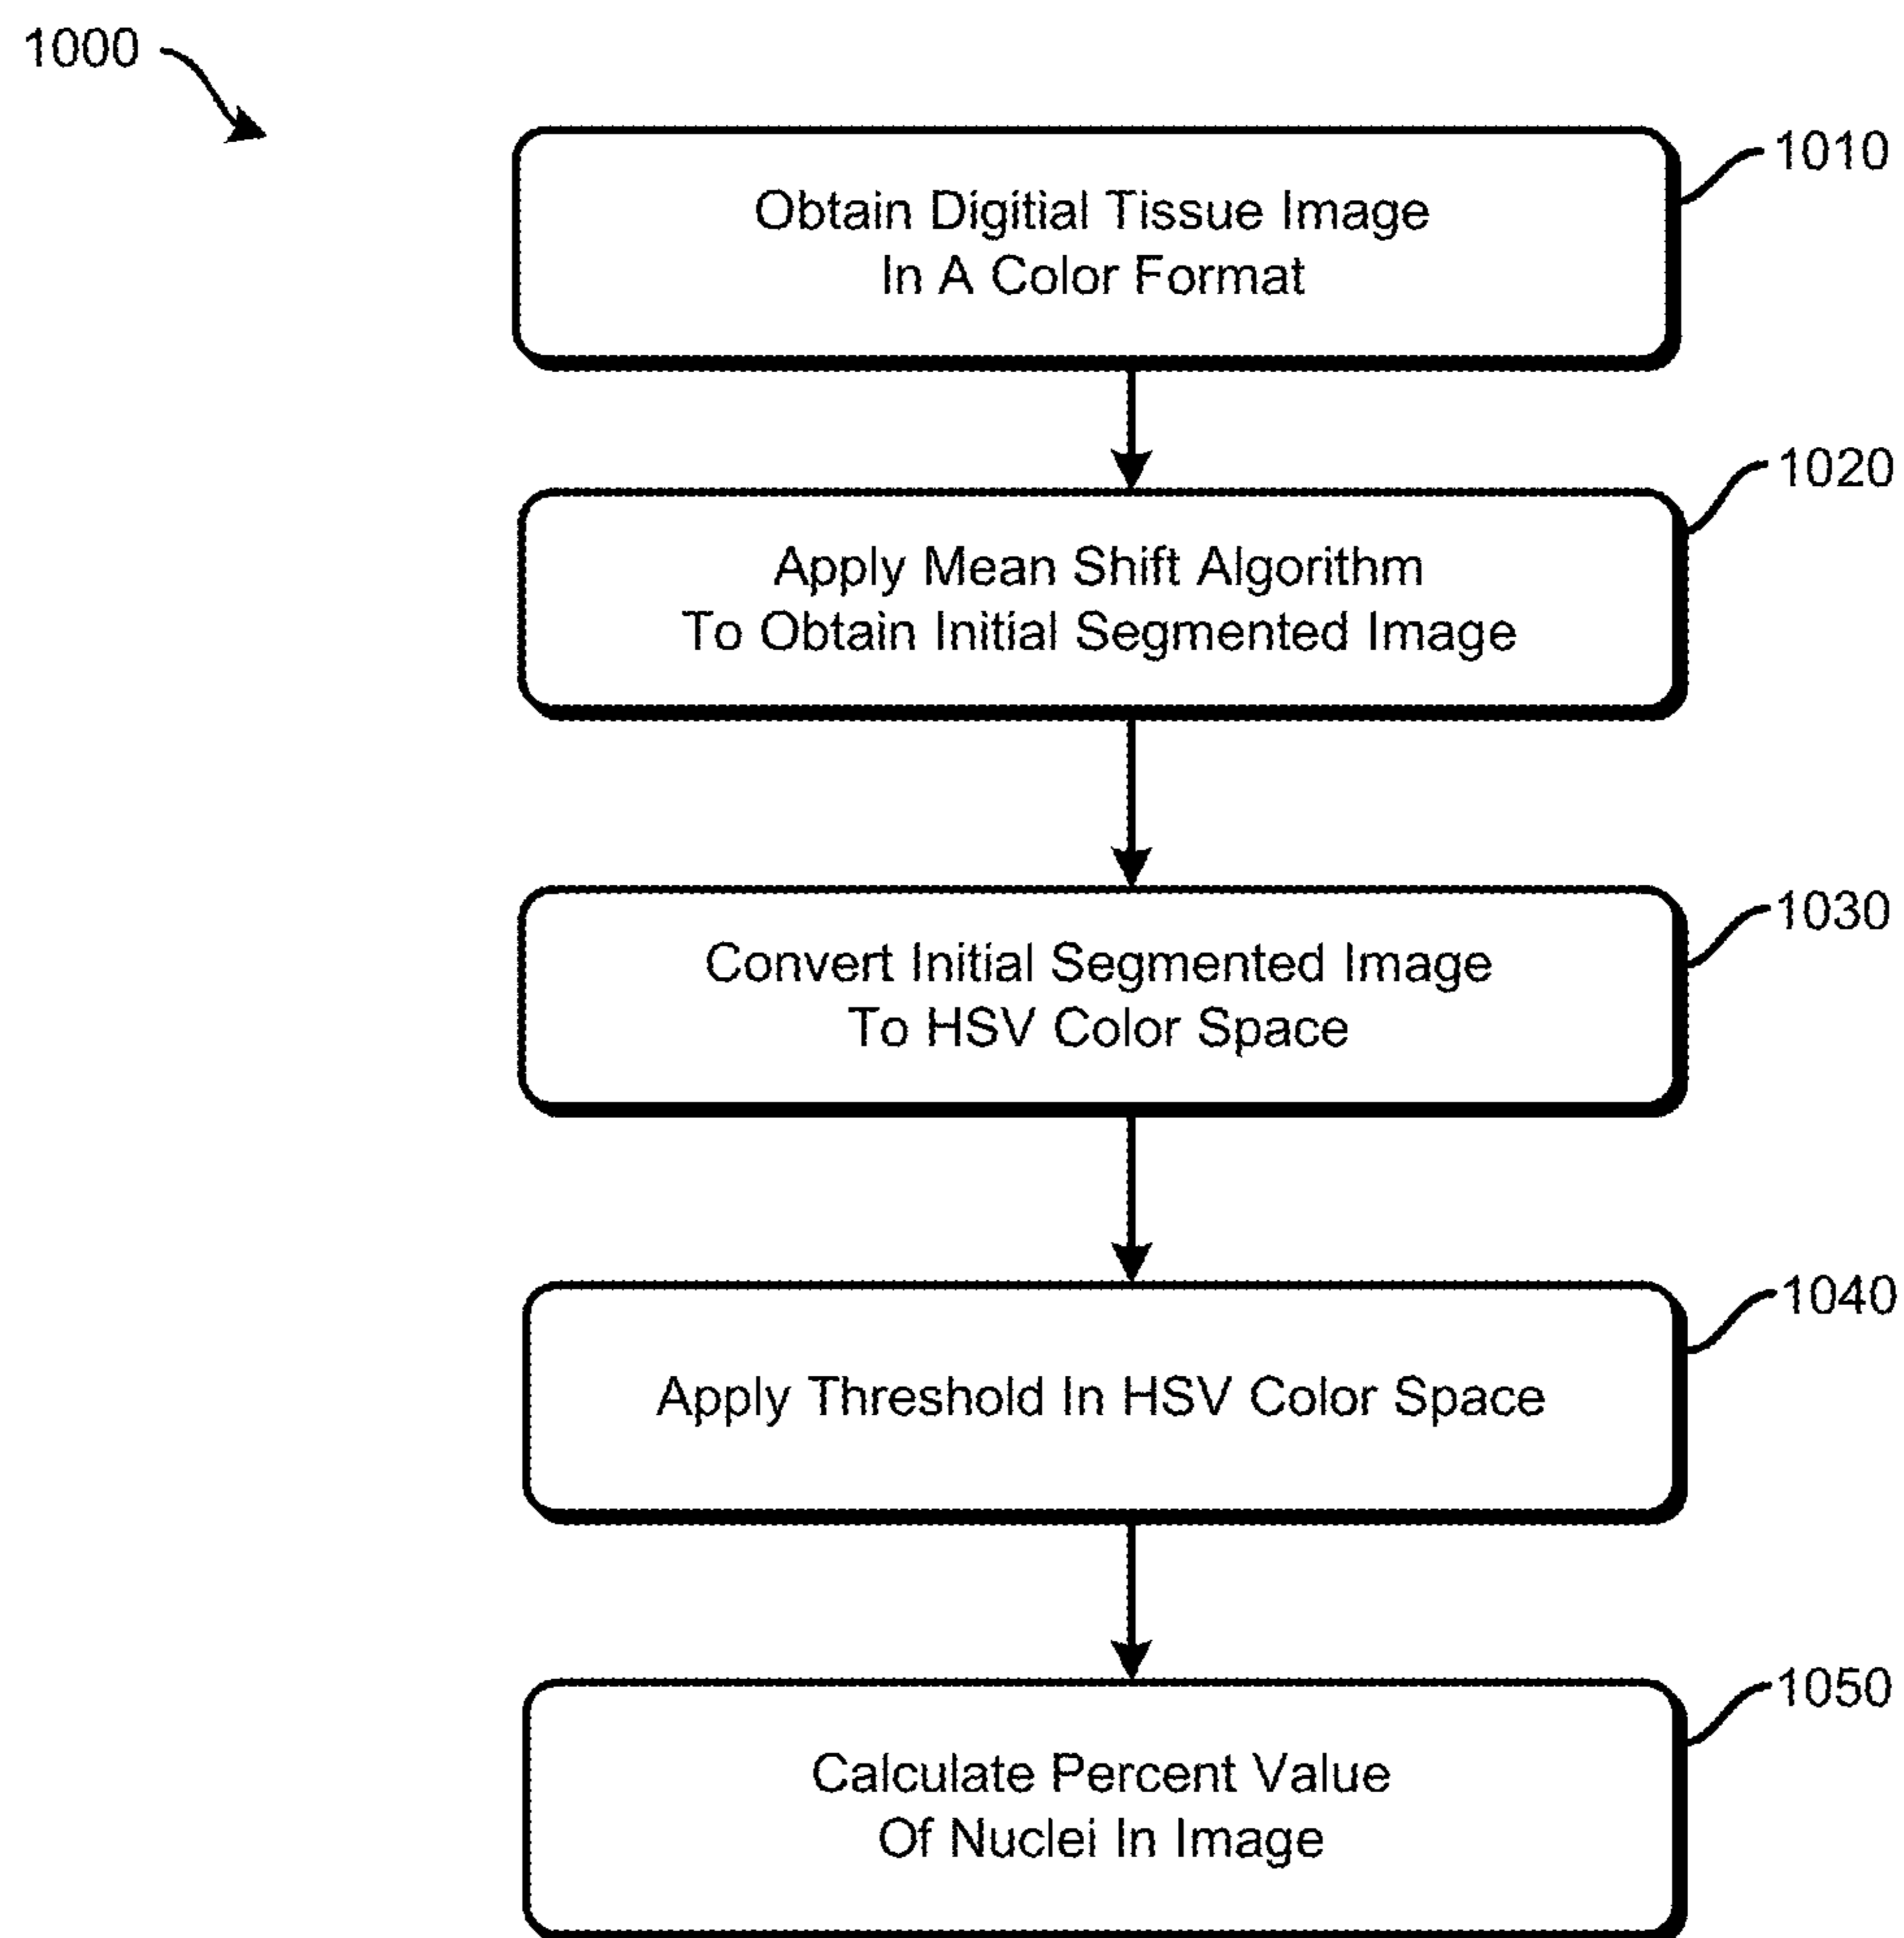 1000
1010
Obtain Digitial Tissue Image
In A Color Format
1020
Apply Mean Shift Algorithm
To Obtain Initial Segmented Image
1030
Convert Initial Segmented Image
To HSV Color Space
1040
Apply Threshold In HSV Color Space
1050
Calculate Percent Value
Of Nuclei In Image